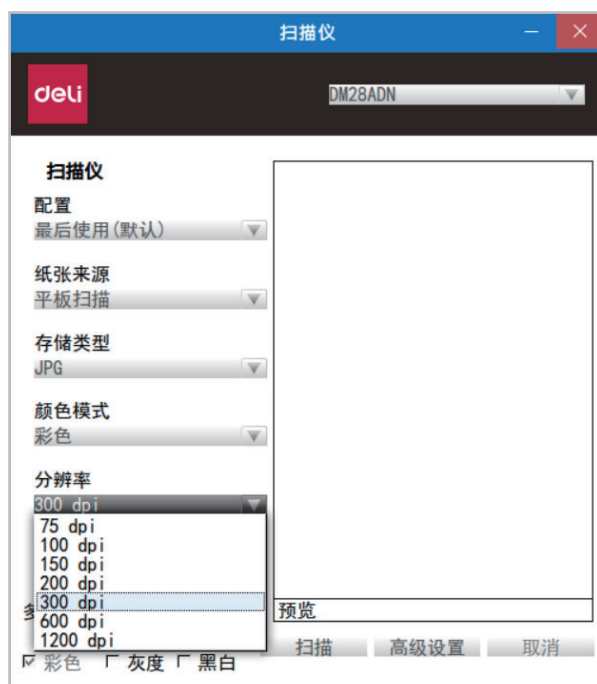 扫描仪
deli
DM28ADN
扫描仪
配置
最后使用(默认)
纸张来源
平板扫描
存储类型
JPG
颜色模式
彩色
分辨率
300 dpi
75 dpi
100 dpi
150 dpi
200 dpi
300 dpi
600 dpi
1200 dpi
预览
扫描 高级设置 取消
彩色 灰度 黑白